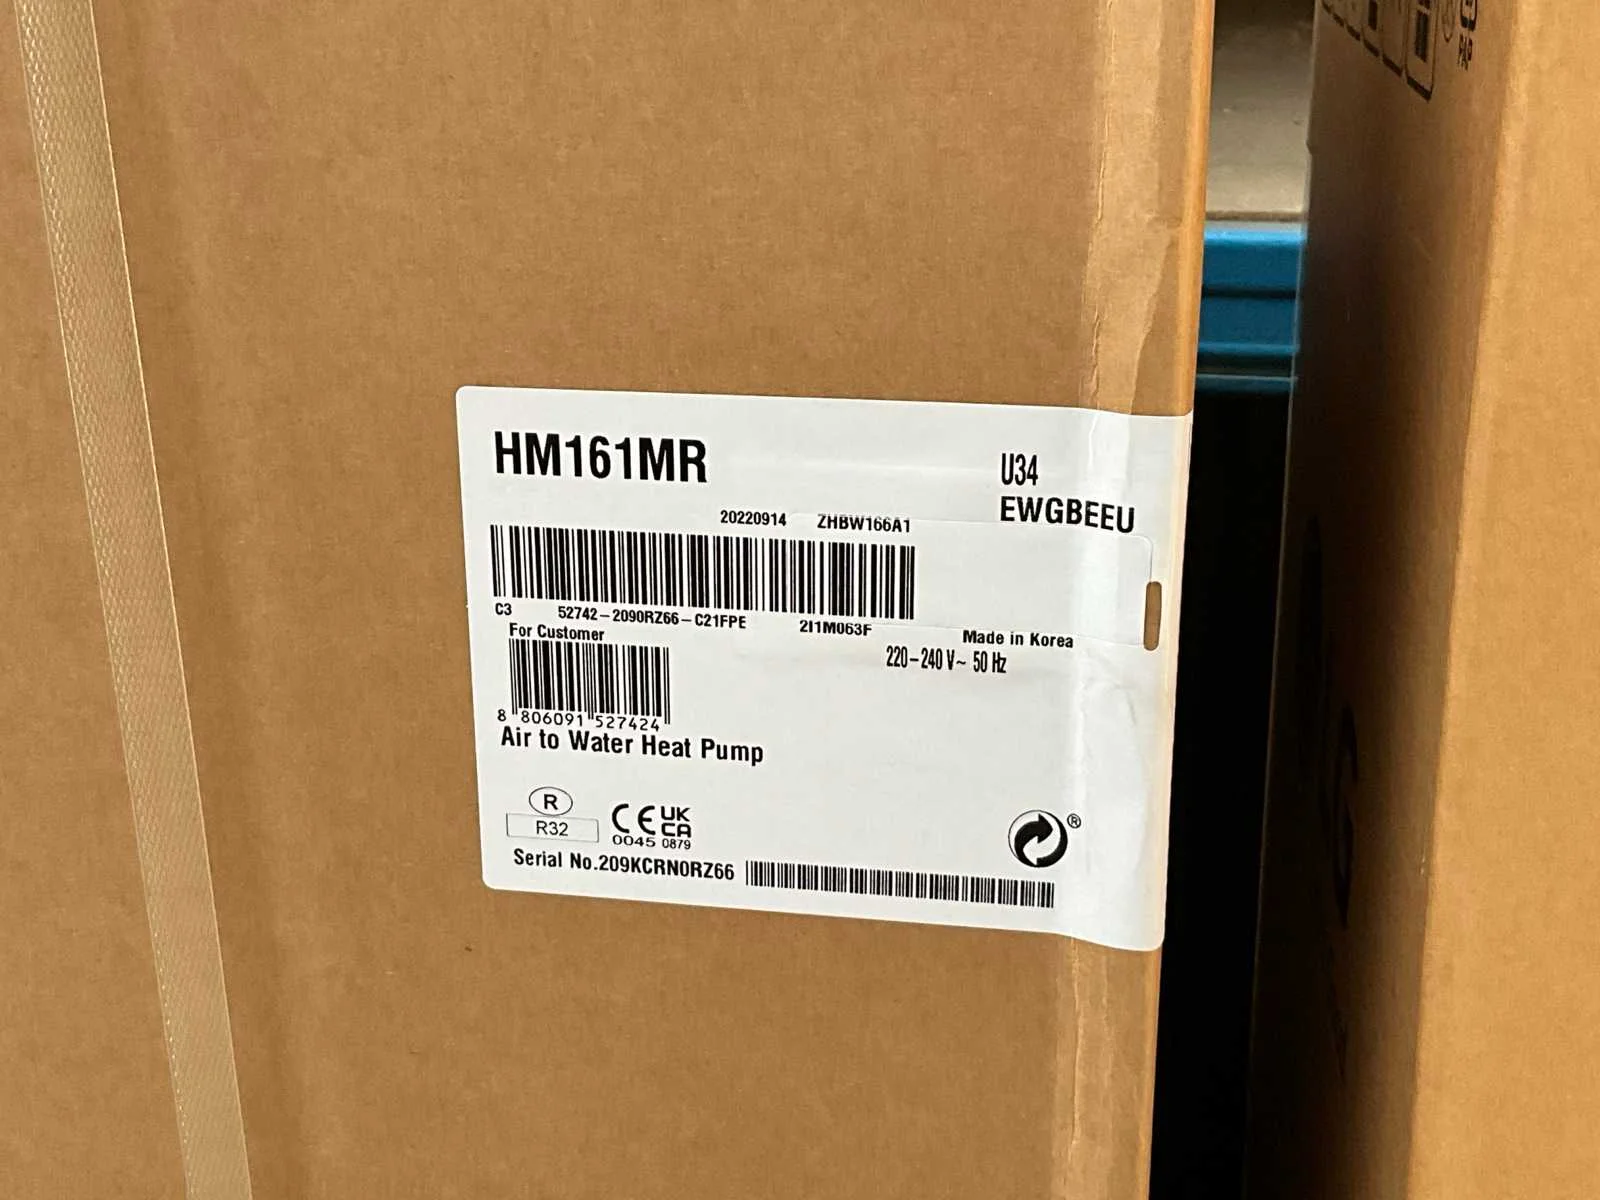 HM161MR
U34
EWGBEEU
20220914 ZHBW166A1
C3 52742-2090RZ66-C21FPE 2I1M063F
For Customer
Made in Korea
220-240 V~ 50 Hz
8 806091 527424
Air to Water Heat Pump
R
R32
CE UK CA
0045 0879
®
Serial No.209KCRN0RZ66
PAP